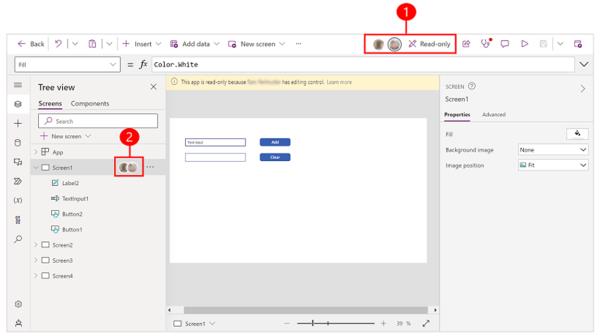 1
Back
Insert
Add data
New screen
...
Read-only
Fill
=
fx
Color.White
Tree view
This app is read-only because
has editing control. Learn more
SCREEN
Screen1
Screens
Components
Properties
Advanced
Search
New screen
2
App
Screen1
...
Label2
TextInput1
Button2
Button1
Screen2
Screen3
Screen4
Text input
Add
Clear
Fill
Background image
None
Image position
Fit
(x)
Screen1
39 %